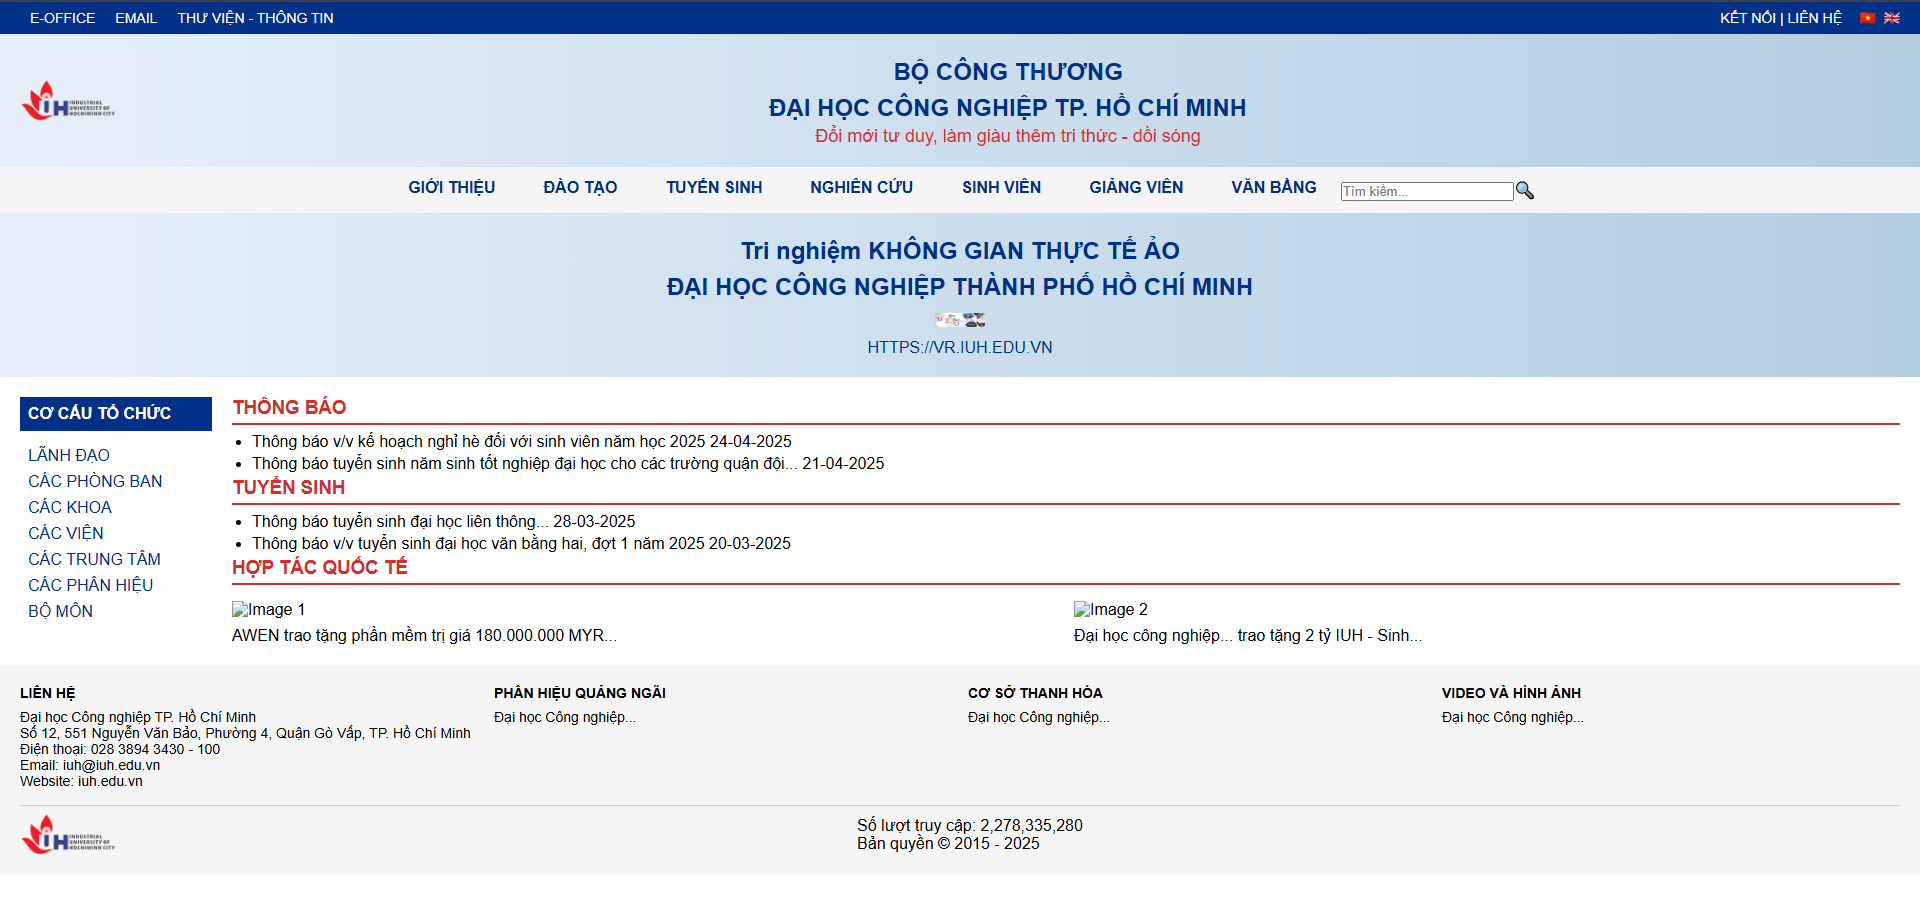 E-OFFICE EMAIL THƯ VIỆN - THÔNG TIN KẾT NỐI | LIÊN HỆ
IUH INDUSTRIAL
UNIVERSITY OF
HOCHIMINH CITY
BỘ CÔNG THƯƠNG
ĐẠI HỌC CÔNG NGHIỆP TP. HỒ CHÍ MINH
Đổi mới tư duy, làm giàu thêm tri thức - dồi sóng
GIỚI THIỆU ĐÀO TẠO TUYỂN SINH NGHIÊN CỨU SINH VIÊN GIẢNG VIÊN VĂN BẰNG Tìm kiếm...
Tri nghiệm KHÔNG GIAN THỰC TẾ ẢO
ĐẠI HỌC CÔNG NGHIỆP THÀNH PHỐ HỒ CHÍ MINH
HTTPS://VR.IUH.EDU.VN
CƠ CẤU TỔ CHỨC
LÃNH ĐẠO
CÁC PHÒNG BAN
CÁC KHOA
CÁC VIỆN
CÁC TRUNG TÂM
CÁC PHÂN HIỆU
BỘ MÔN
THÔNG BÁO
Thông báo v/v kế hoạch nghỉ hè đối với sinh viên năm học 2025 24-04-2025
Thông báo tuyển sinh năm sinh tốt nghiệp đại học cho các trường quận đội... 21-04-2025
TUYỂN SINH
Thông báo tuyển sinh đại học liên thông... 28-03-2025
Thông báo v/v tuyển sinh đại học văn bằng hai, đợt 1 năm 2025 20-03-2025
HỢP TÁC QUỐC TẾ
Image 1
AWEN trao tặng phần mềm trị giá 180.000.000 MYR...
Image 2
Đại học công nghiệp... trao tặng 2 tỷ IUH - Sinh...
LIÊN HỆ
Đại học Công nghiệp TP. Hồ Chí Minh
Số 12, 551 Nguyễn Văn Bảo, Phường 4, Quận Gò Vấp, TP. Hồ Chí Minh
Điện thoại: 028 3894 3430 - 100
Email: iuh@iuh.edu.vn
Website: iuh.edu.vn
PHÂN HIỆU QUẢNG NGÃI
Đại học Công nghiệp...
CƠ SỞ THANH HÓA
Đại học Công nghiệp...
VIDEO VÀ HÌNH ẢNH
Đại học Công nghiệp...
IUH INDUSTRIAL
UNIVERSITY OF
HOCHIMINH CITY
Số lượt truy cập: 2,278,335,280
Bản quyền © 2015 - 2025